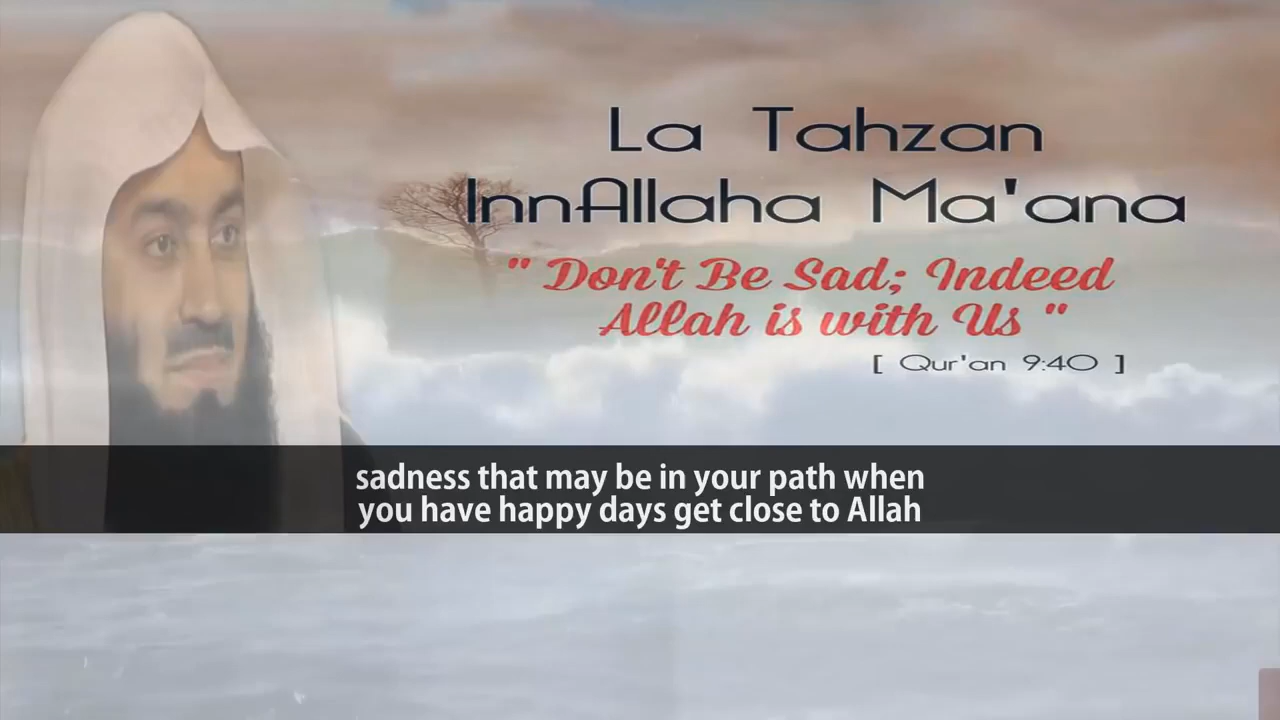 La Tahzan
InnAllaha Ma'ana
" Don't Be Sad; Indeed
Allah is with Us "
[ Qur'an 9:40 ]
sadness that may be in your path when
you have happy days get close to Allah